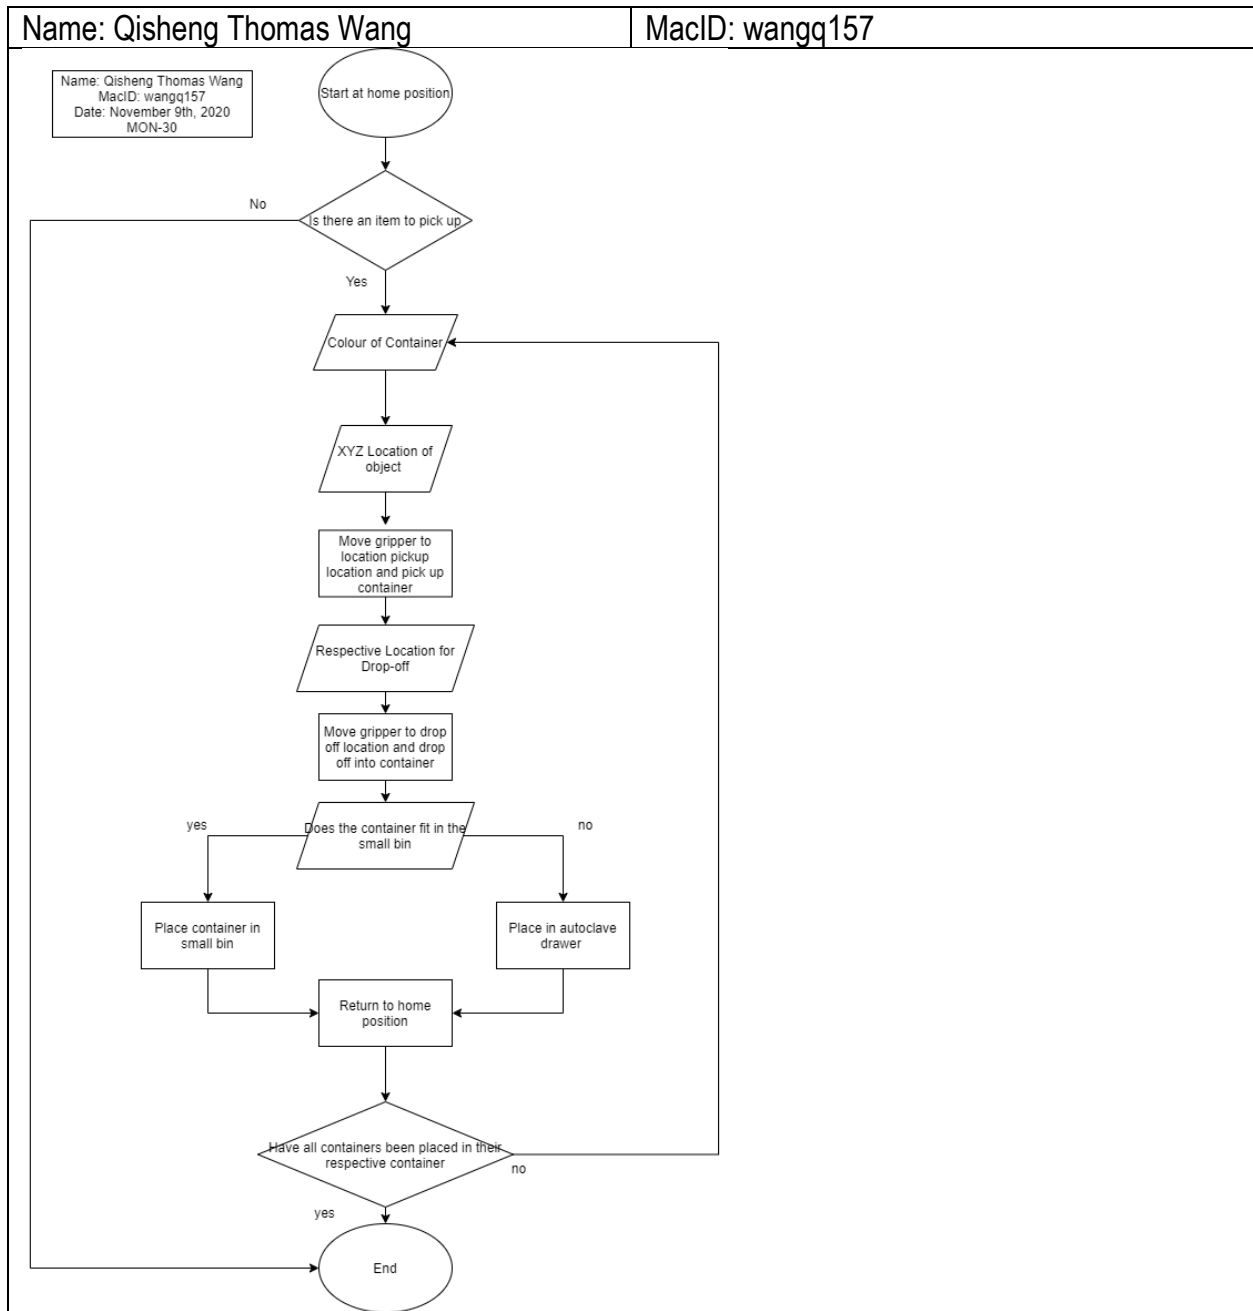 Name: Qisheng Thomas Wang
MacID: wangq157
Name: Qisheng Thomas Wang
MacID: wangq157
Date: November 9th, 2020
MON-30
Start at home position
Is there an item to pick up
No
Yes
Colour of Container
XYZ Location of
object
Move gripper to
location pickup
location and pick up
container
Respective Location for
Drop-off
Move gripper to drop
off location and drop
off into container
Does the container fit in the
small bin
yes
no
Place container in
small bin
Place in autoclave
drawer
Return to home
position
Have all containers been placed in their
respective container
no
yes
End